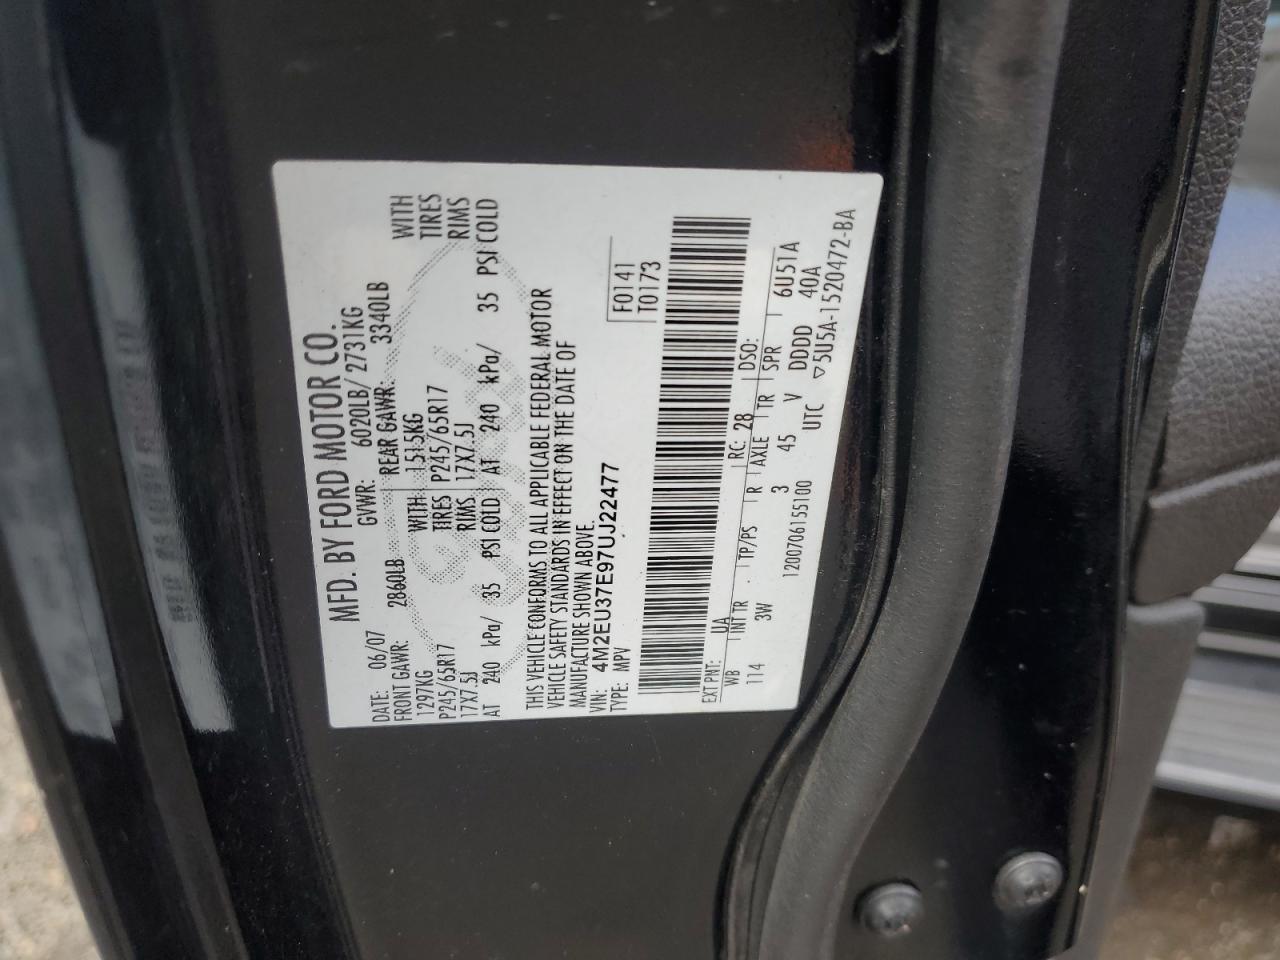 MFD. BY FORD MOTOR CO.
DATE: 06/07 GVWR: 6020LB/ 2731KG
FRONT GAWR: 2860LB REAR GAWR: 3340LB
1297KG WITH 1515KG WITH
P245/65R17 TIRES P245/65R17 TIRES
17X7.5J RIMS 17X7.5J RIMS
AT 240 kPa/ 35 PSI COLD AT 240 kPa/ 35 PSI COLD
THIS VEHICLE CONFORMS TO ALL APPLICABLE FEDERAL MOTOR
VEHICLE SAFETY STANDARDS IN EFFECT ON THE DATE OF
MANUFACTURE SHOWN ABOVE.
VIN: 4M2EU37E97UJ22477
TYPE: MPV
F0141
T0173
EXT PNT: UA RC: 28 DSO:
WB INT TR TP/PS R AXLE TR SPR 6U51A
114 3W 3 45 V DDDD 40A
1200706155100 UTC ▽5U5A-1520472-BA